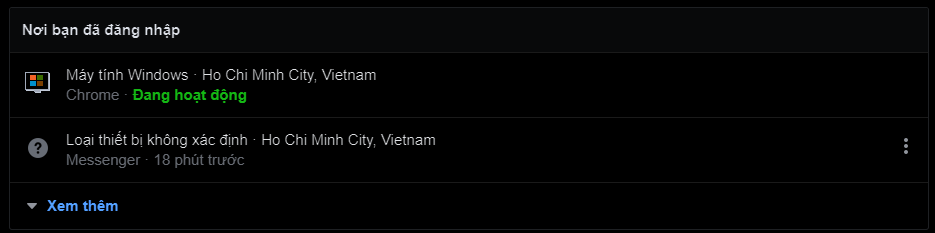 Nơi bạn đã đăng nhập
Máy tính Windows · Ho Chi Minh City, Vietnam
Chrome · Đang hoạt động
Loại thiết bị không xác định · Ho Chi Minh City, Vietnam
Messenger · 18 phút trước
Xem thêm